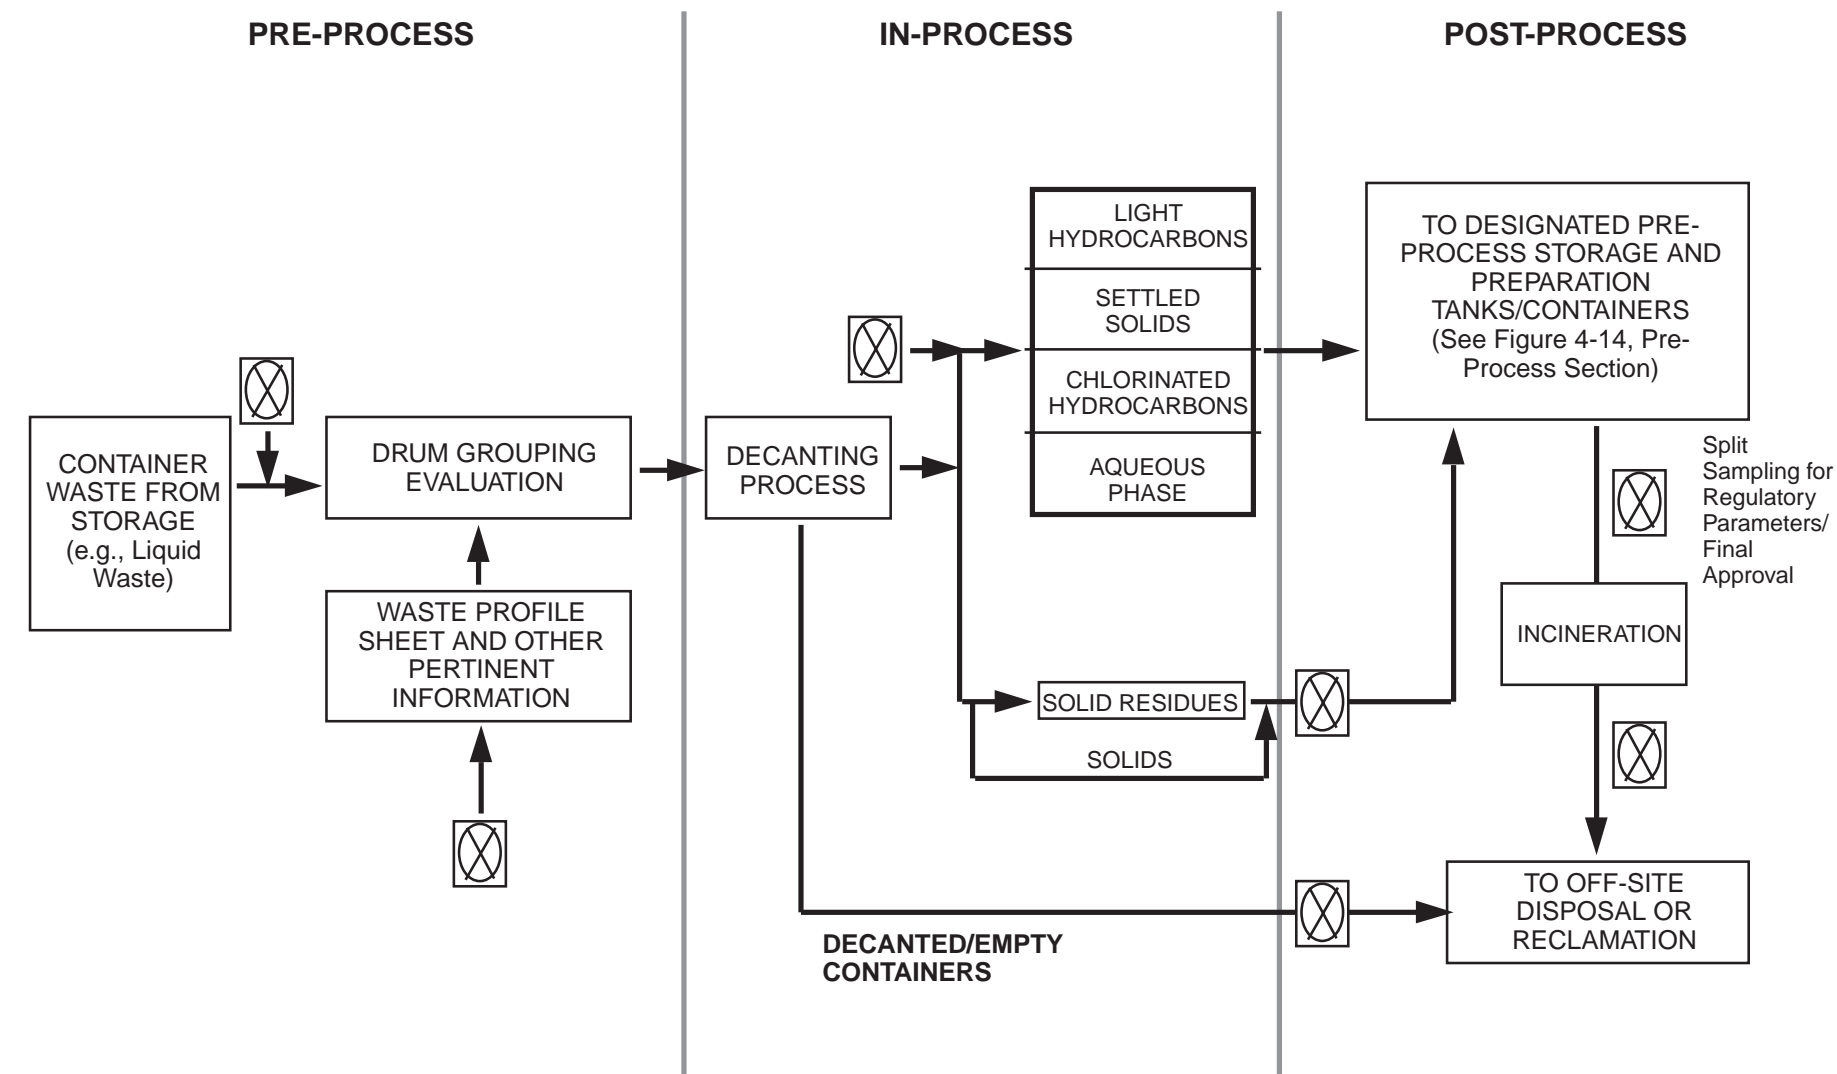 PRE-PROCESS
IN-PROCESS
POST-PROCESS
CONTAINER
WASTE FROM
STORAGE
(e.g., Liquid
Waste)
DRUM GROUPING
EVALUATION
WASTE PROFILE
SHEET AND OTHER
PERTINENT
INFORMATION
DECANTING
PROCESS
LIGHT
HYDROCARBONS
SETTLED
SOLIDS
CHLORINATED
HYDROCARBONS
AQUEOUS
PHASE
SOLID RESIDUES
SOLIDS
DECANTED/EMPTY
CONTAINERS
TO DESIGNATED PRE-
PROCESS STORAGE AND
PREPARATION
TANKS/CONTAINERS
(See Figure 4-14, Pre-
Process Section)
Split
Sampling for
Regulatory
Parameters/
Final
Approval
INCINERATION
TO OFF-SITE
DISPOSAL OR
RECLAMATION